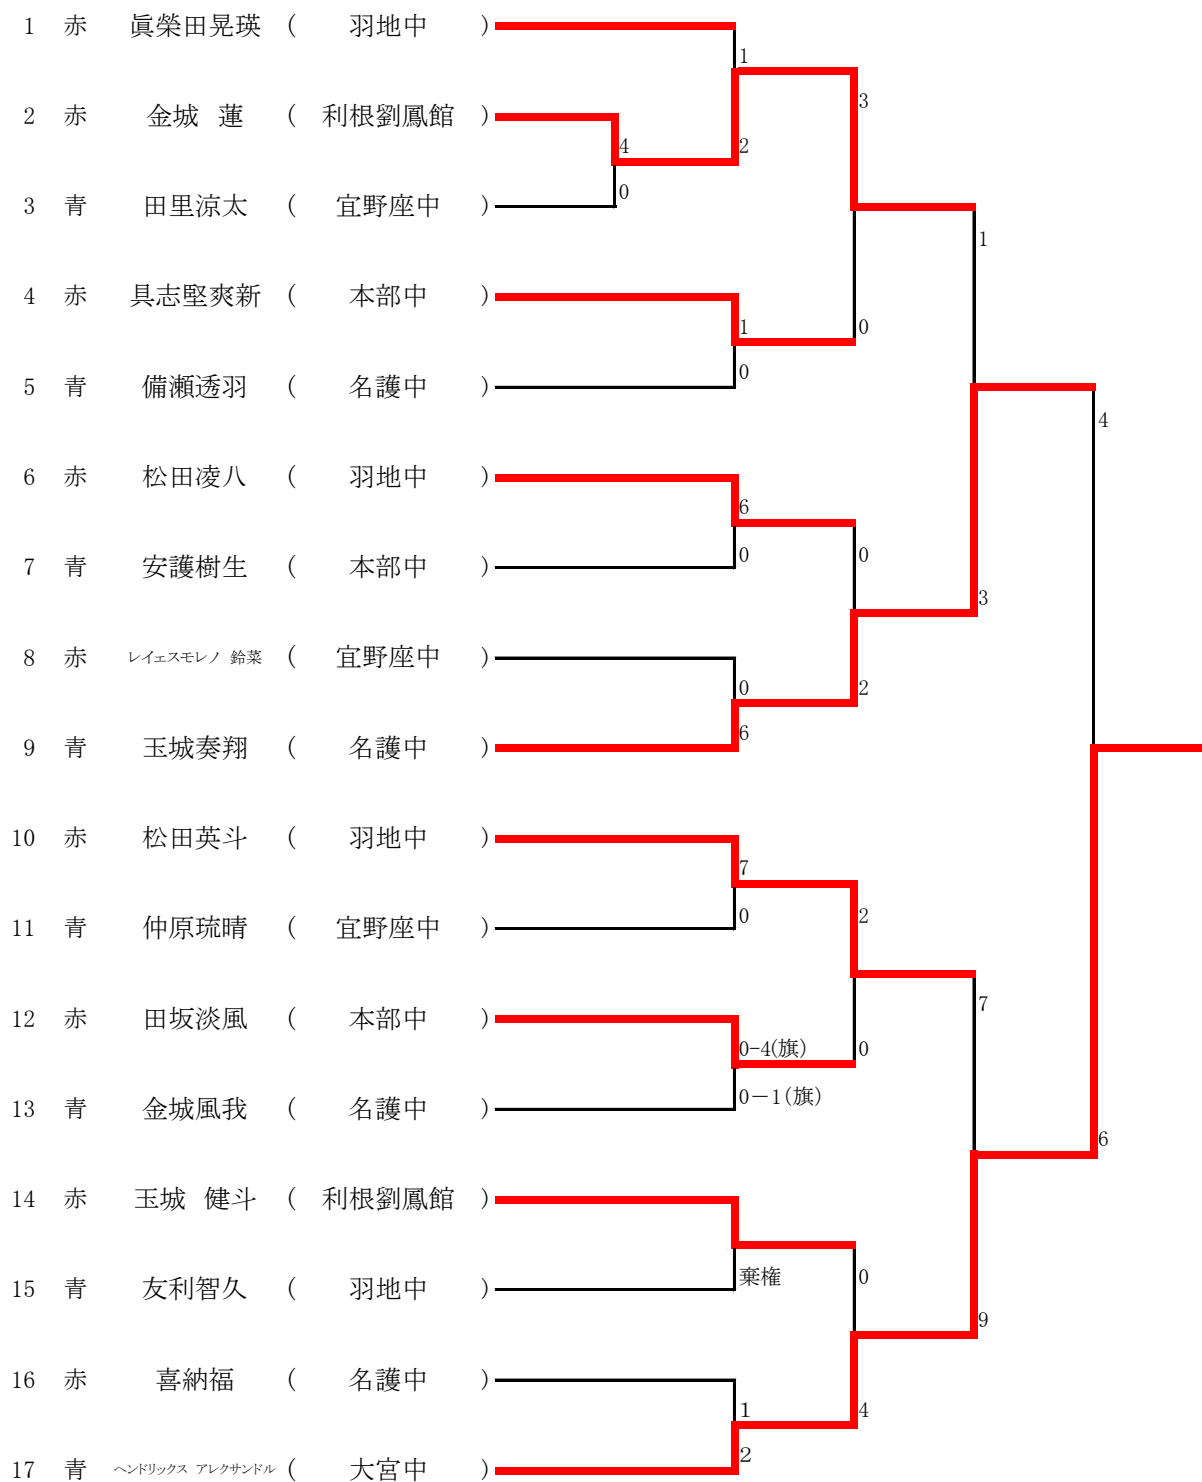 1 赤 眞榮田晃瑛 ( 羽地中 )
1
3
2 赤 金城 蓮 ( 利根劉鳳館 )
4
2
0
3 青 田里涼太 ( 宜野座中 )
1
4 赤 具志堅爽新 ( 本部中 )
1
0
0
5 青 備瀬透羽 ( 名護中 )
4
6 赤 松田凌八 ( 羽地中 )
6
0
0
7 青 安護樹生 ( 本部中 )
3
8 赤 レイェスモレノ 鈴菜 ( 宜野座中 )
0
2
6
9 青 玉城奏翔 ( 名護中 )
10 赤 松田英斗 ( 羽地中 )
7
0
2
11 青 仲原琉晴 ( 宜野座中 )
7
12 赤 田坂淡風 ( 本部中 )
0-4(旗)
0
0－1(旗)
13 青 金城風我 ( 名護中 )
6
14 赤 玉城 健斗 ( 利根劉鳳館 )
棄権
0
15 青 友利智久 ( 羽地中 )
9
16 赤 喜納福 ( 名護中 )
1
4
2
17 青 ヘンドリックス アレクサンドル ( 大宮中 )